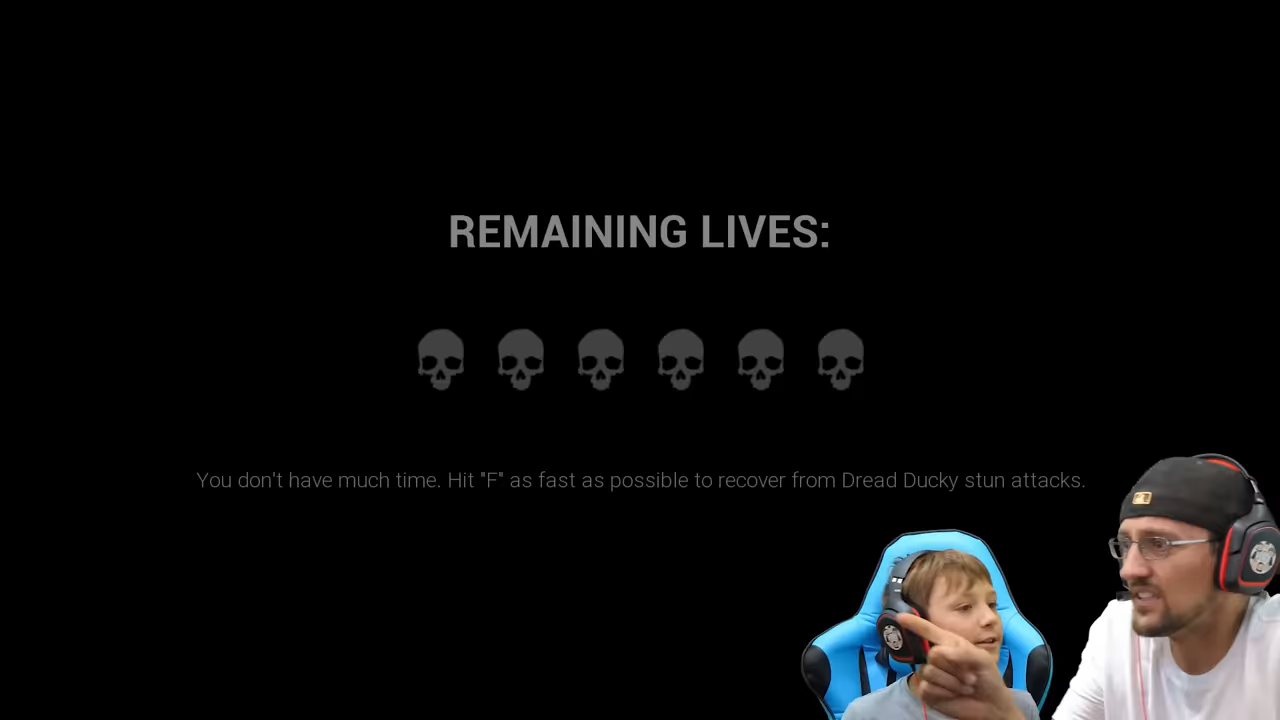 REMAINING LIVES:
You don't have much time. Hit "F" as fast as possible to recover from Dread Ducky stun attacks.